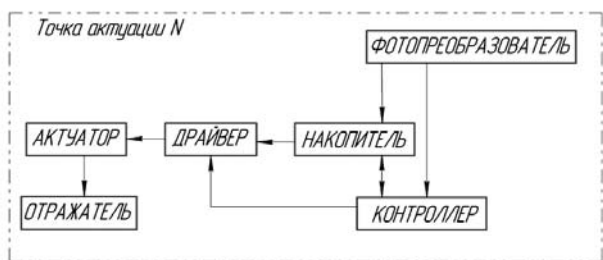 Точка актуации N
ФОТОПРЕОБРАЗОВАТЕЛЬ
АКТУАТОР
ДРАЙВЕР
НАКОПИТЕЛЬ
ОТРАЖАТЕЛЬ
КОНТРОЛЛЕР